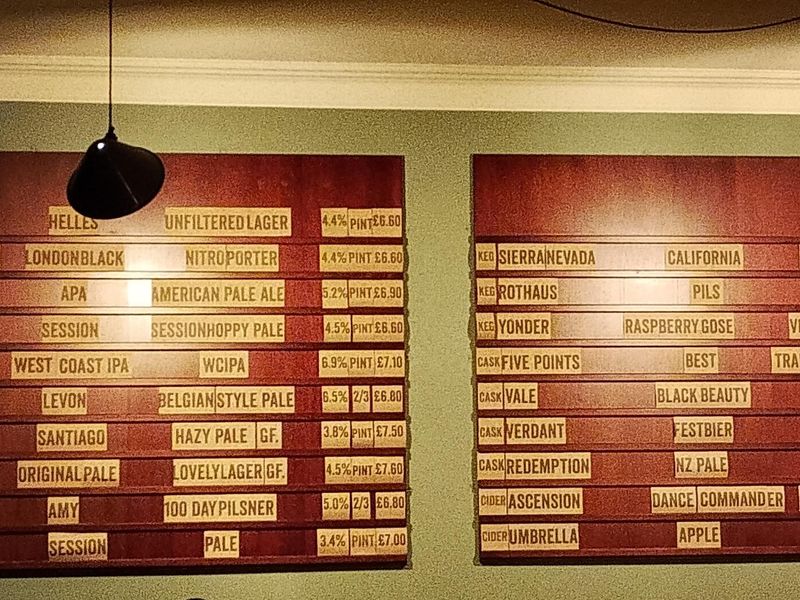 HELLES UNFILTERED LAGER 4.4% PINT £6.60
LONDON BLACK NITRO PORTER 4.4% PINT £6.60
APA AMERICAN PALE ALE 5.2% PINT £6.90
SESSION SESSION HOPPY PALE 4.5% PINT £6.60
WEST COAST IPA WCIPA 6.9% PINT £7.10
LEVON BELGIAN STYLE PALE 6.5% 2/3 £6.80
SANTIAGO HAZY PALE GF. 3.8% PINT £7.50
ORIGINAL PALE LOVELY LAGER GF. 4.5% PINT £7.60
AMY 100 DAY PILSNER 5.0% 2/3 £6.80
SESSION PALE 3.4% PINT £7.00
KEG SIERRA NEVADA CALIFORNIA
KEG ROTHAUS PILS
KEG YONDER RASPBERRY GOSE
CASK FIVE POINTS BEST TRA
CASK VALE BLACK BEAUTY
CASK VERDANT FESTBIER
CASK REDEMPTION NZ PALE
CIDER ASCENSION DANCE COMMANDER
CIDER UMBRELLA APPLE